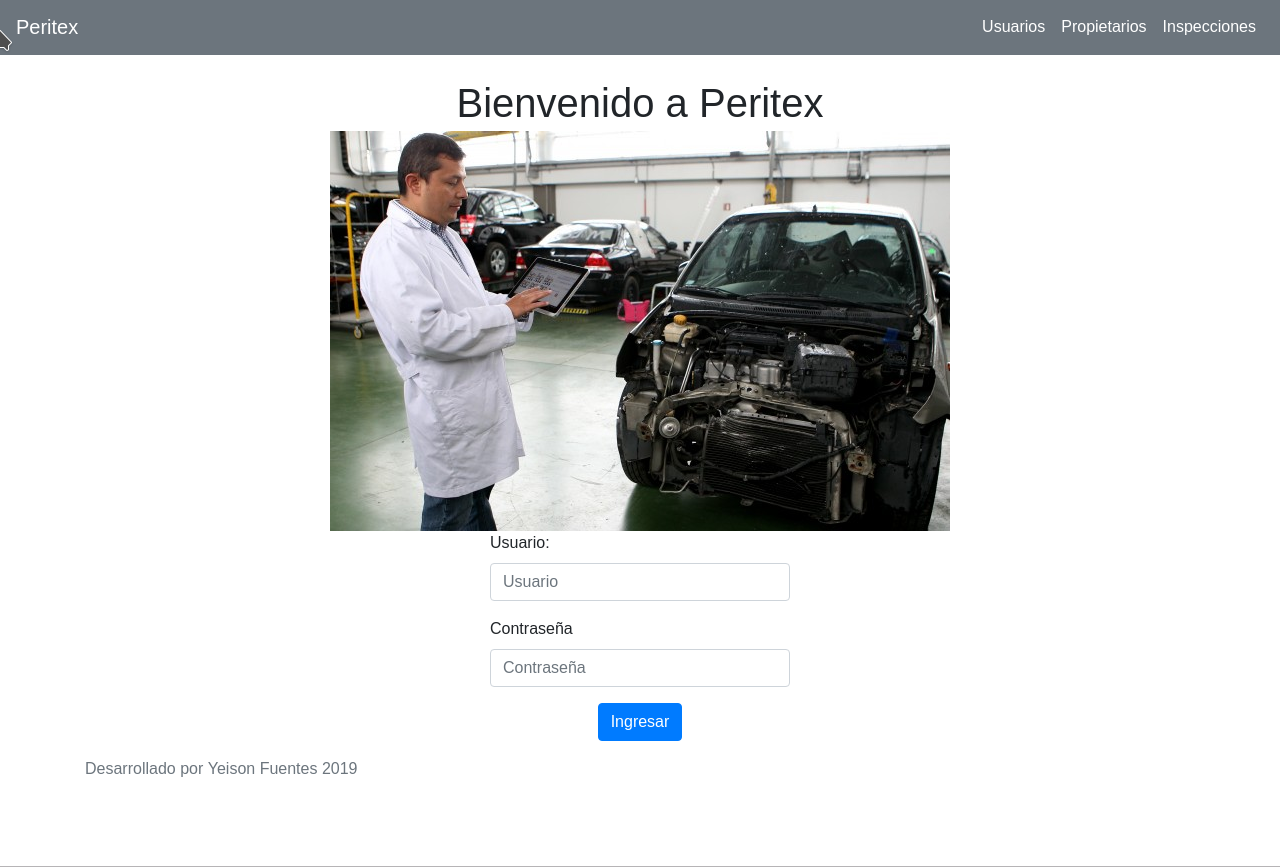 Peritex
Usuarios Propietarios Inspecciones
Bienvenido a Peritex
Usuario:
Usuario
Contraseña
Contraseña
Ingresar
Desarrollado por Yeison Fuentes 2019